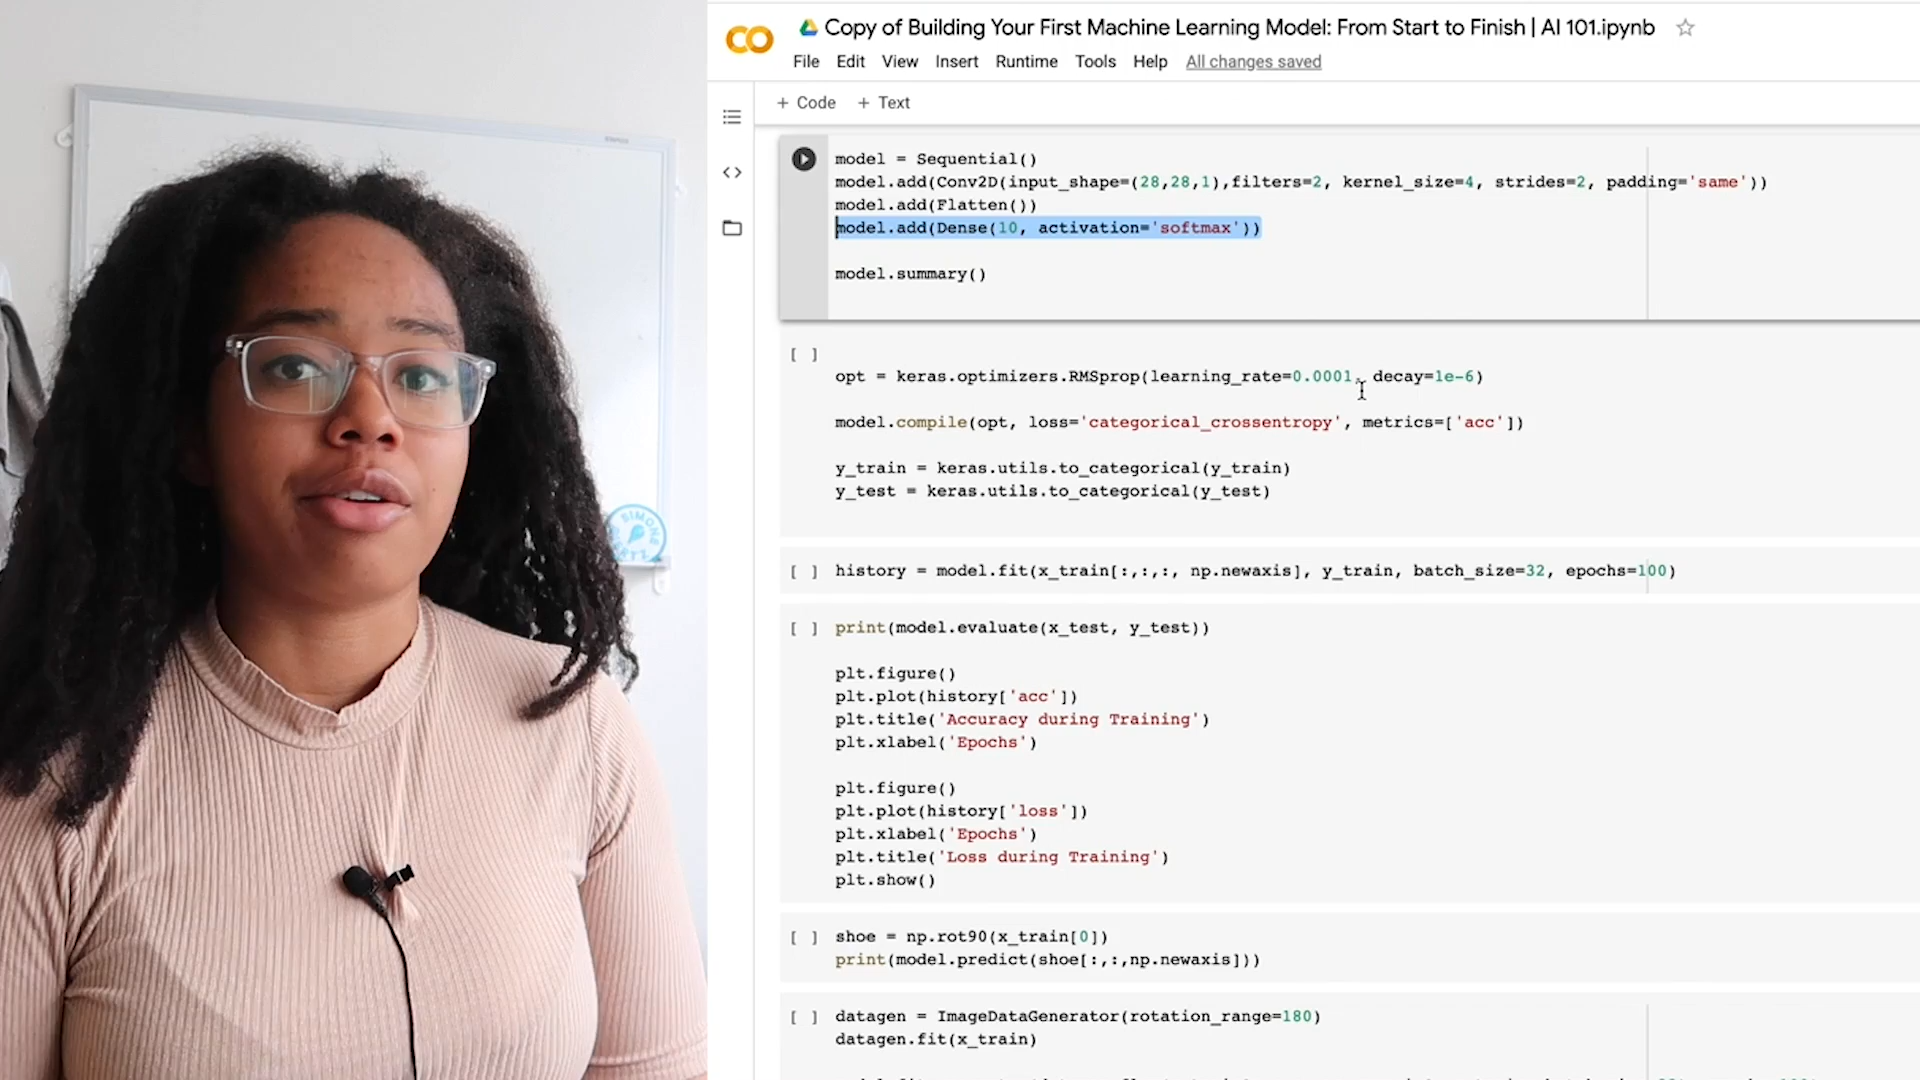 Copy of Building Your First Machine Learning Model: From Start to Finish | AI 101.ipynb
File Edit View Insert Runtime Tools Help All changes saved
+ Code + Text
model = Sequential()
model.add(Conv2D(input_shape=(28,28,1),filters=2, kernel_size=4, strides=2, padding='same'))
model.add(Flatten())
model.add(Dense(10, activation='softmax'))
model.summary()
[ ]
opt = keras.optimizers.RMSprop(learning_rate=0.0001, decay=1e-6)
model.compile(opt, loss='categorical_crossentropy', metrics=['acc'])
y_train = keras.utils.to_categorical(y_train)
y_test = keras.utils.to_categorical(y_test)
[ ] history = model.fit(x_train[:,:,:, np.newaxis], y_train, batch_size=32, epochs=100)
[ ] print(model.evaluate(x_test, y_test))
plt.figure()
plt.plot(history['acc'])
plt.title('Accuracy during Training')
plt.xlabel('Epochs')
plt.figure()
plt.plot(history['loss'])
plt.xlabel('Epochs')
plt.title('Loss during Training')
plt.show()
[ ] shoe = np.rot90(x_train[0])
print(model.predict(shoe[:,:,np.newaxis]))
[ ] datagen = ImageDataGenerator(rotation_range=180)
datagen.fit(x_train)
SIMONE